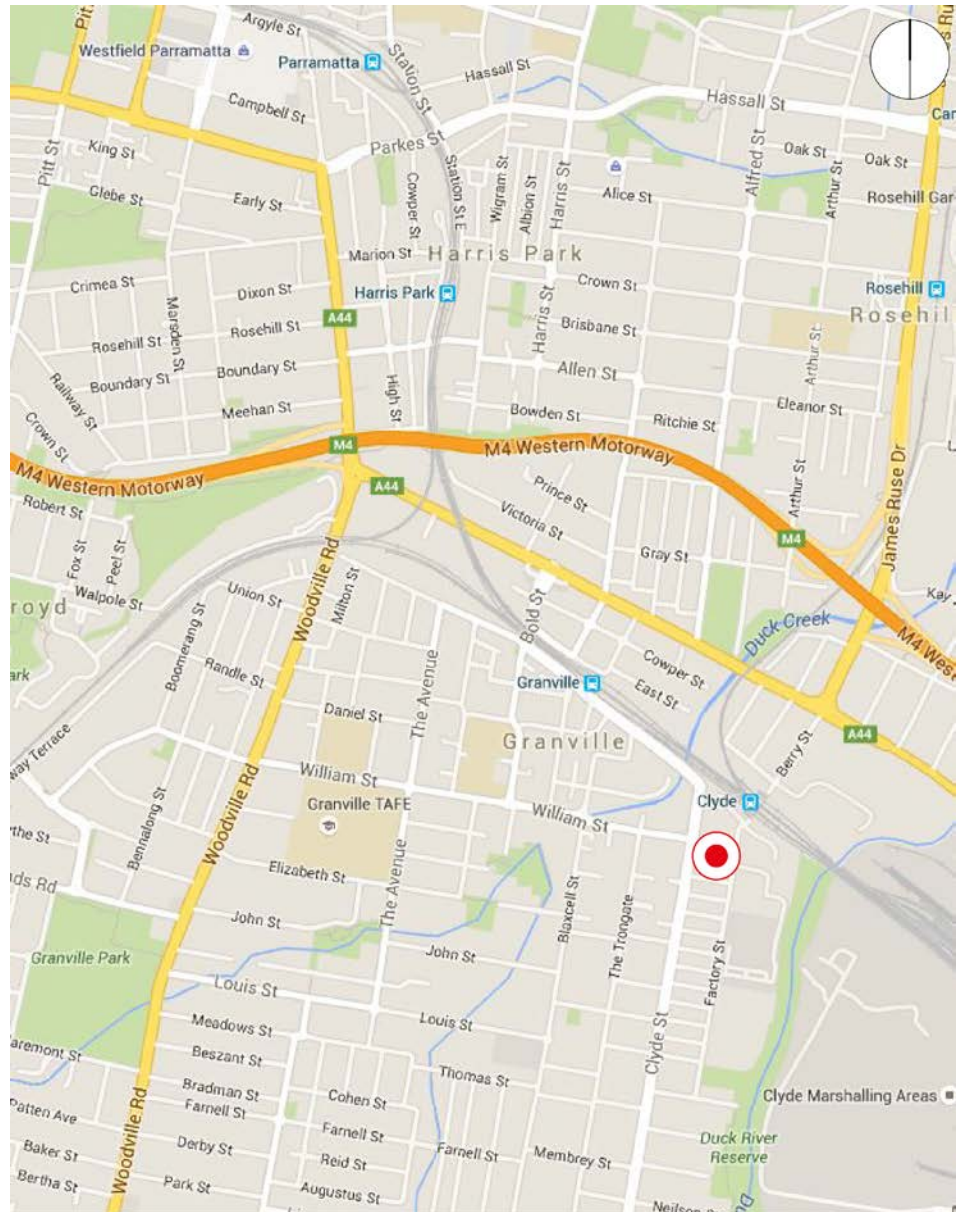 Pitt
Argyle St
Westfield Parramatta
Parramatta
Station St
Hassall St
Campbell St
Hassall St
King St
Pitt St
Parkes St
Station St E
Wigram St
Albion St
Harris St
Alfred St
Oak St
Oak St
Glebe St
Early St
Cowper St
Alice St
Arthur St
Marion St
Harris Park
Crimea St
Dixon St
Harris Park
Crown St
Rosehill
Marsden St
A44
Rosehill St
Rosehill St
Harris St
Brisbane St
Arthur St
Railway St
Boundary St
Boundary St
High St
Allen St
Crown St
Meehan St
Bowden St
Ritchie St
Eleanor St
M4
M4 Western Motorway
M4 Western Motorway
A44
Prince St
Arthur St
James Ruse Dr
Robert St
Victoria St
M4
Fox St
Peel St
Woodville Rd
Gray St
Walpole St
Union St
Milton St
Bold St
Duck Creek
Boomerang St
Randle St
The Avenue
Cowper St
Granville
East St
Daniel St
Granville
Berry St
A44
Woodville Rd
William St
Granville TAFE
William St
Clyde
Bennalong St
Elizabeth St
The Avenue
Blaxcell St
The Trongate
John St
John St
Factory St
Granville Park
Louis St
Louis St
Clyde St
Meadows St
Beszant St
Thomas St
Clyde Marshalling Areas
Bradman St
Farnell St
Cohen St
Patten Ave
Woodville Rd
Farnell St
Duck River
Reserve
Baker St
Derby St
Reid St
Farnell St
Membrey St
Bertha St
Park St
Augustus St